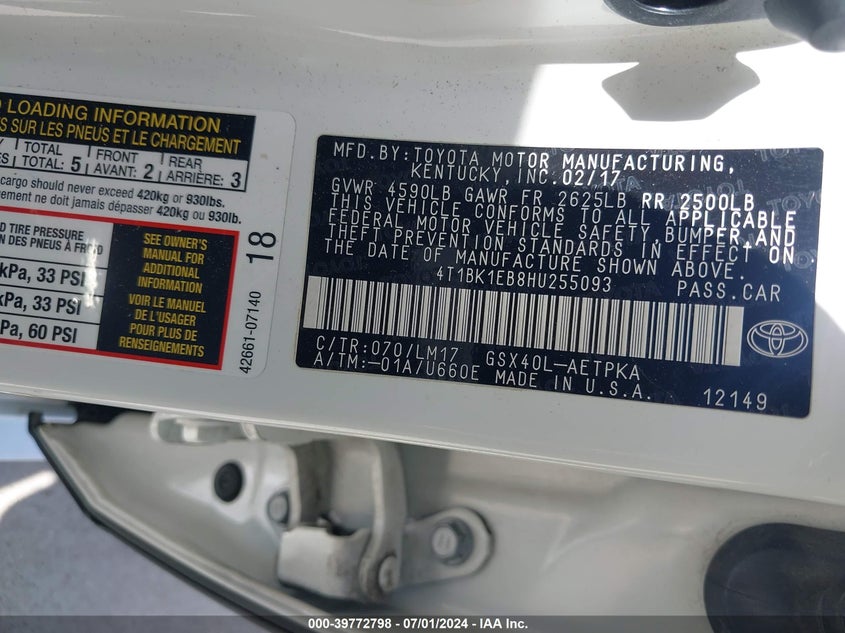 LOADING INFORMATION
SUR LES PNEUS ET LE CHARGEMENT
TOTAL FRONT REAR
TOTAL: 5 AVANT: 2 ARRIÈRE: 3
cargo should never exceed 420kg or 930lb.
ne doit jamais dépasser 420kg ou 930lb.
TIRE PRESSURE
DES PNEUS À FROID
kPa, 33 PSI
kPa, 33 PSI
kPa, 60 PSI
SEE OWNER'S
MANUAL FOR
ADDITIONAL
INFORMATION
VOIR LE MANUEL
DE L'USAGER
POUR PLUS DE
RENSEIGNEMENTS
18
42661-07140
MFD.BY:TOYOTA MOTOR MANUFACTURING,
KENTUCKY, INC.02/17
GVWR 4590LB GAWR FR 2625LB RR 2500LB
THIS VEHICLE CONFORMS TO ALL APPLICABLE
FEDERAL MOTOR VEHICLE SAFETY,BUMPER,AND
THEFT PREVENTION STANDARDS IN EFFECT ON
THE DATE OF MANUFACTURE SHOWN ABOVE.
4T1BK1EB8HU255093 PASS.CAR
C/TR:070/LM17 GSX40L-AETPKA
A/TM:-01A/U660E MADE IN U.S.A.
12149
000-39772798 - 07/01/2024 - IAA Inc.